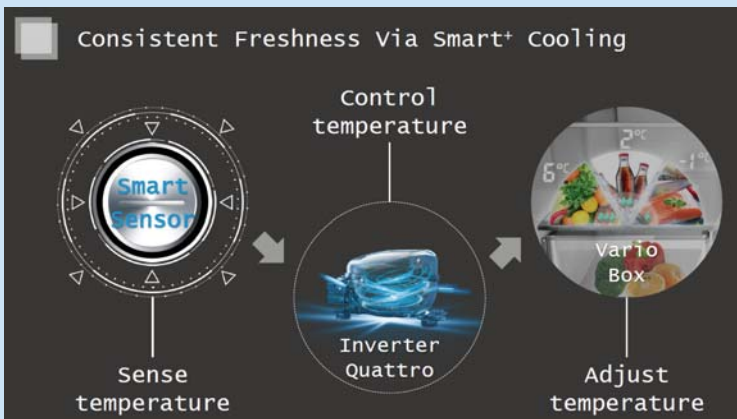 Consistent Freshness Via Smart⁺ Cooling
Smart
Sensor
Sense
temperature
Control
temperature
Inverter
Quattro
6°C
2°C
-1°C
Vario
Box
Adjust
temperature